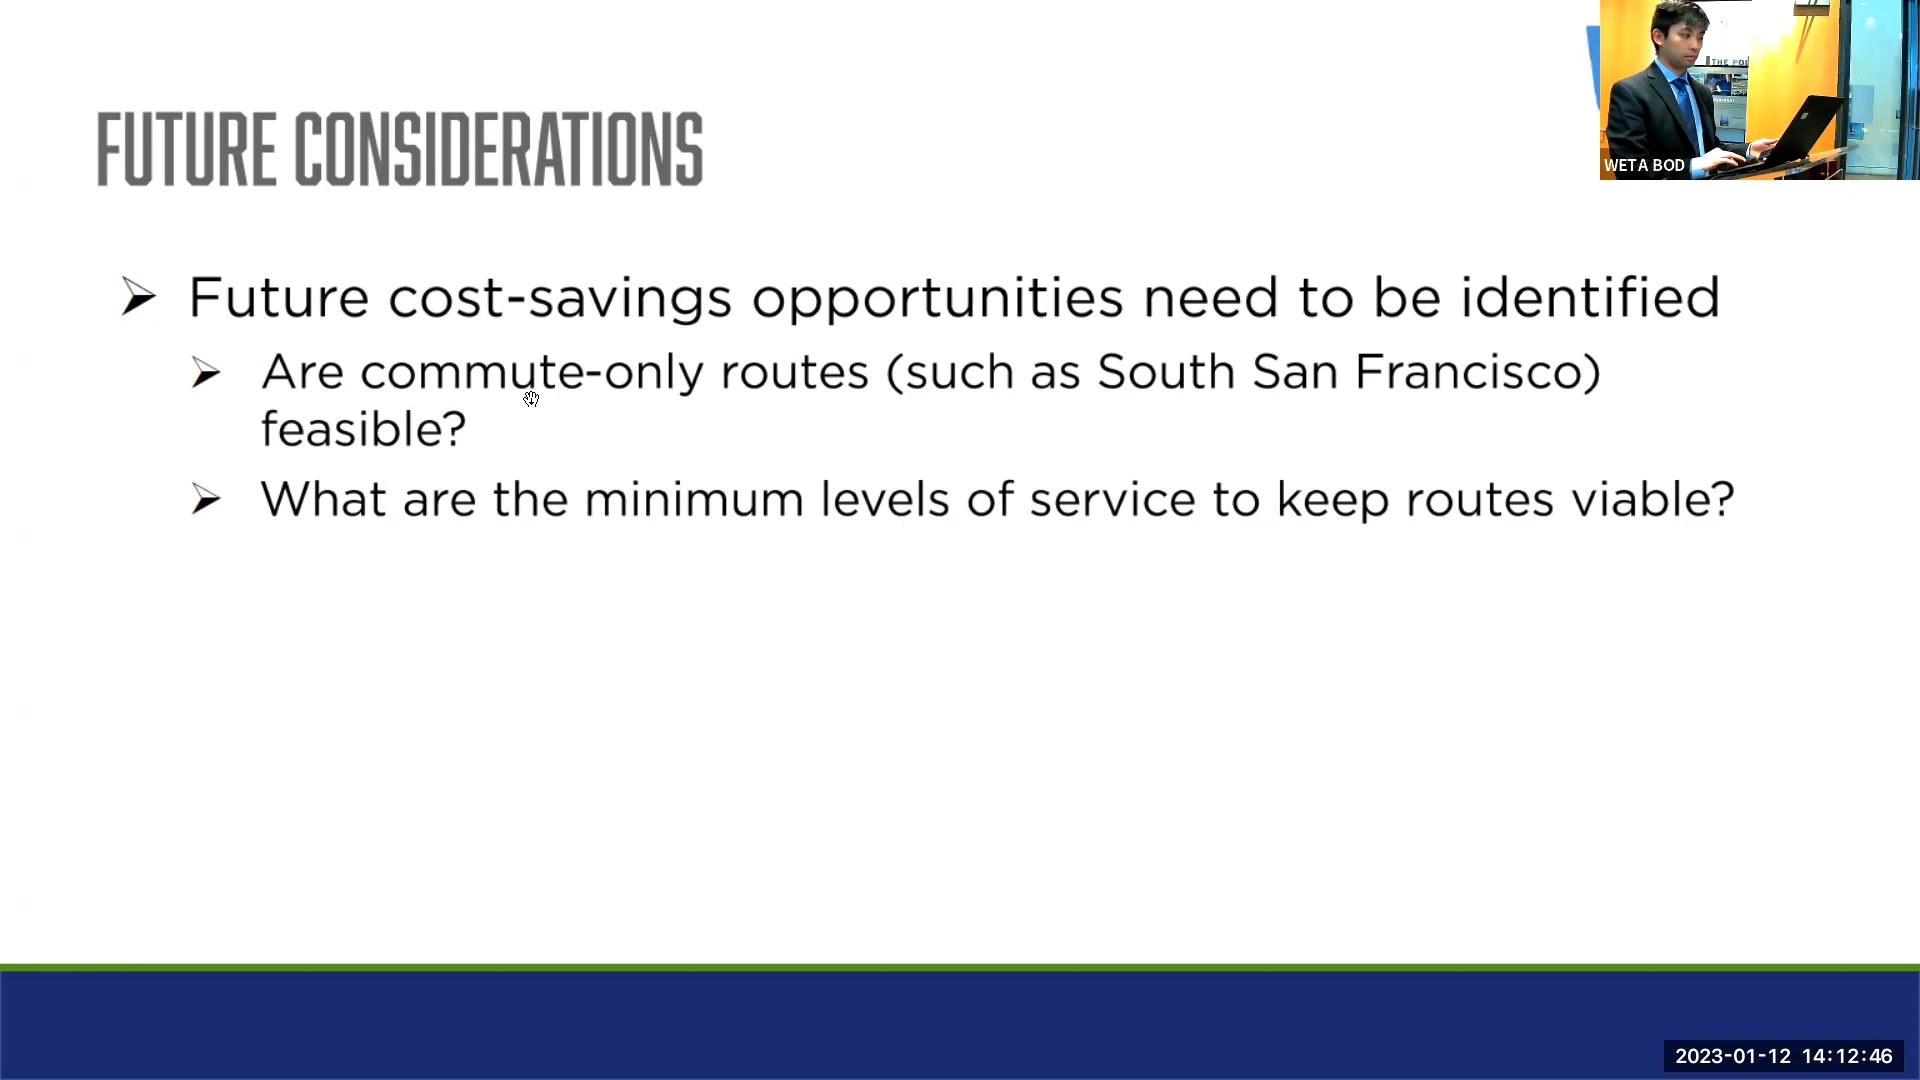 FUTURE CONSIDERATIONS
Future cost-savings opportunities need to be identified
Are commute-only routes (such as South San Francisco)
feasible?
What are the minimum levels of service to keep routes viable?
THE POR
WETA BOD
2023-01-12 14:12:46